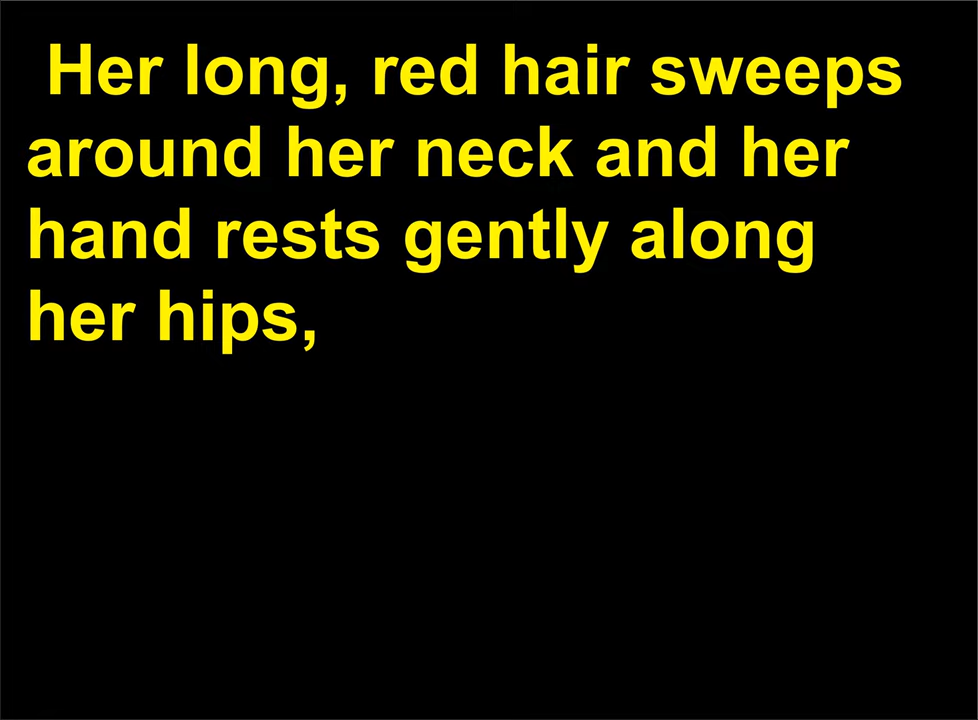 Her long, red hair sweeps
around her neck and her
hand rests gently along
her hips,